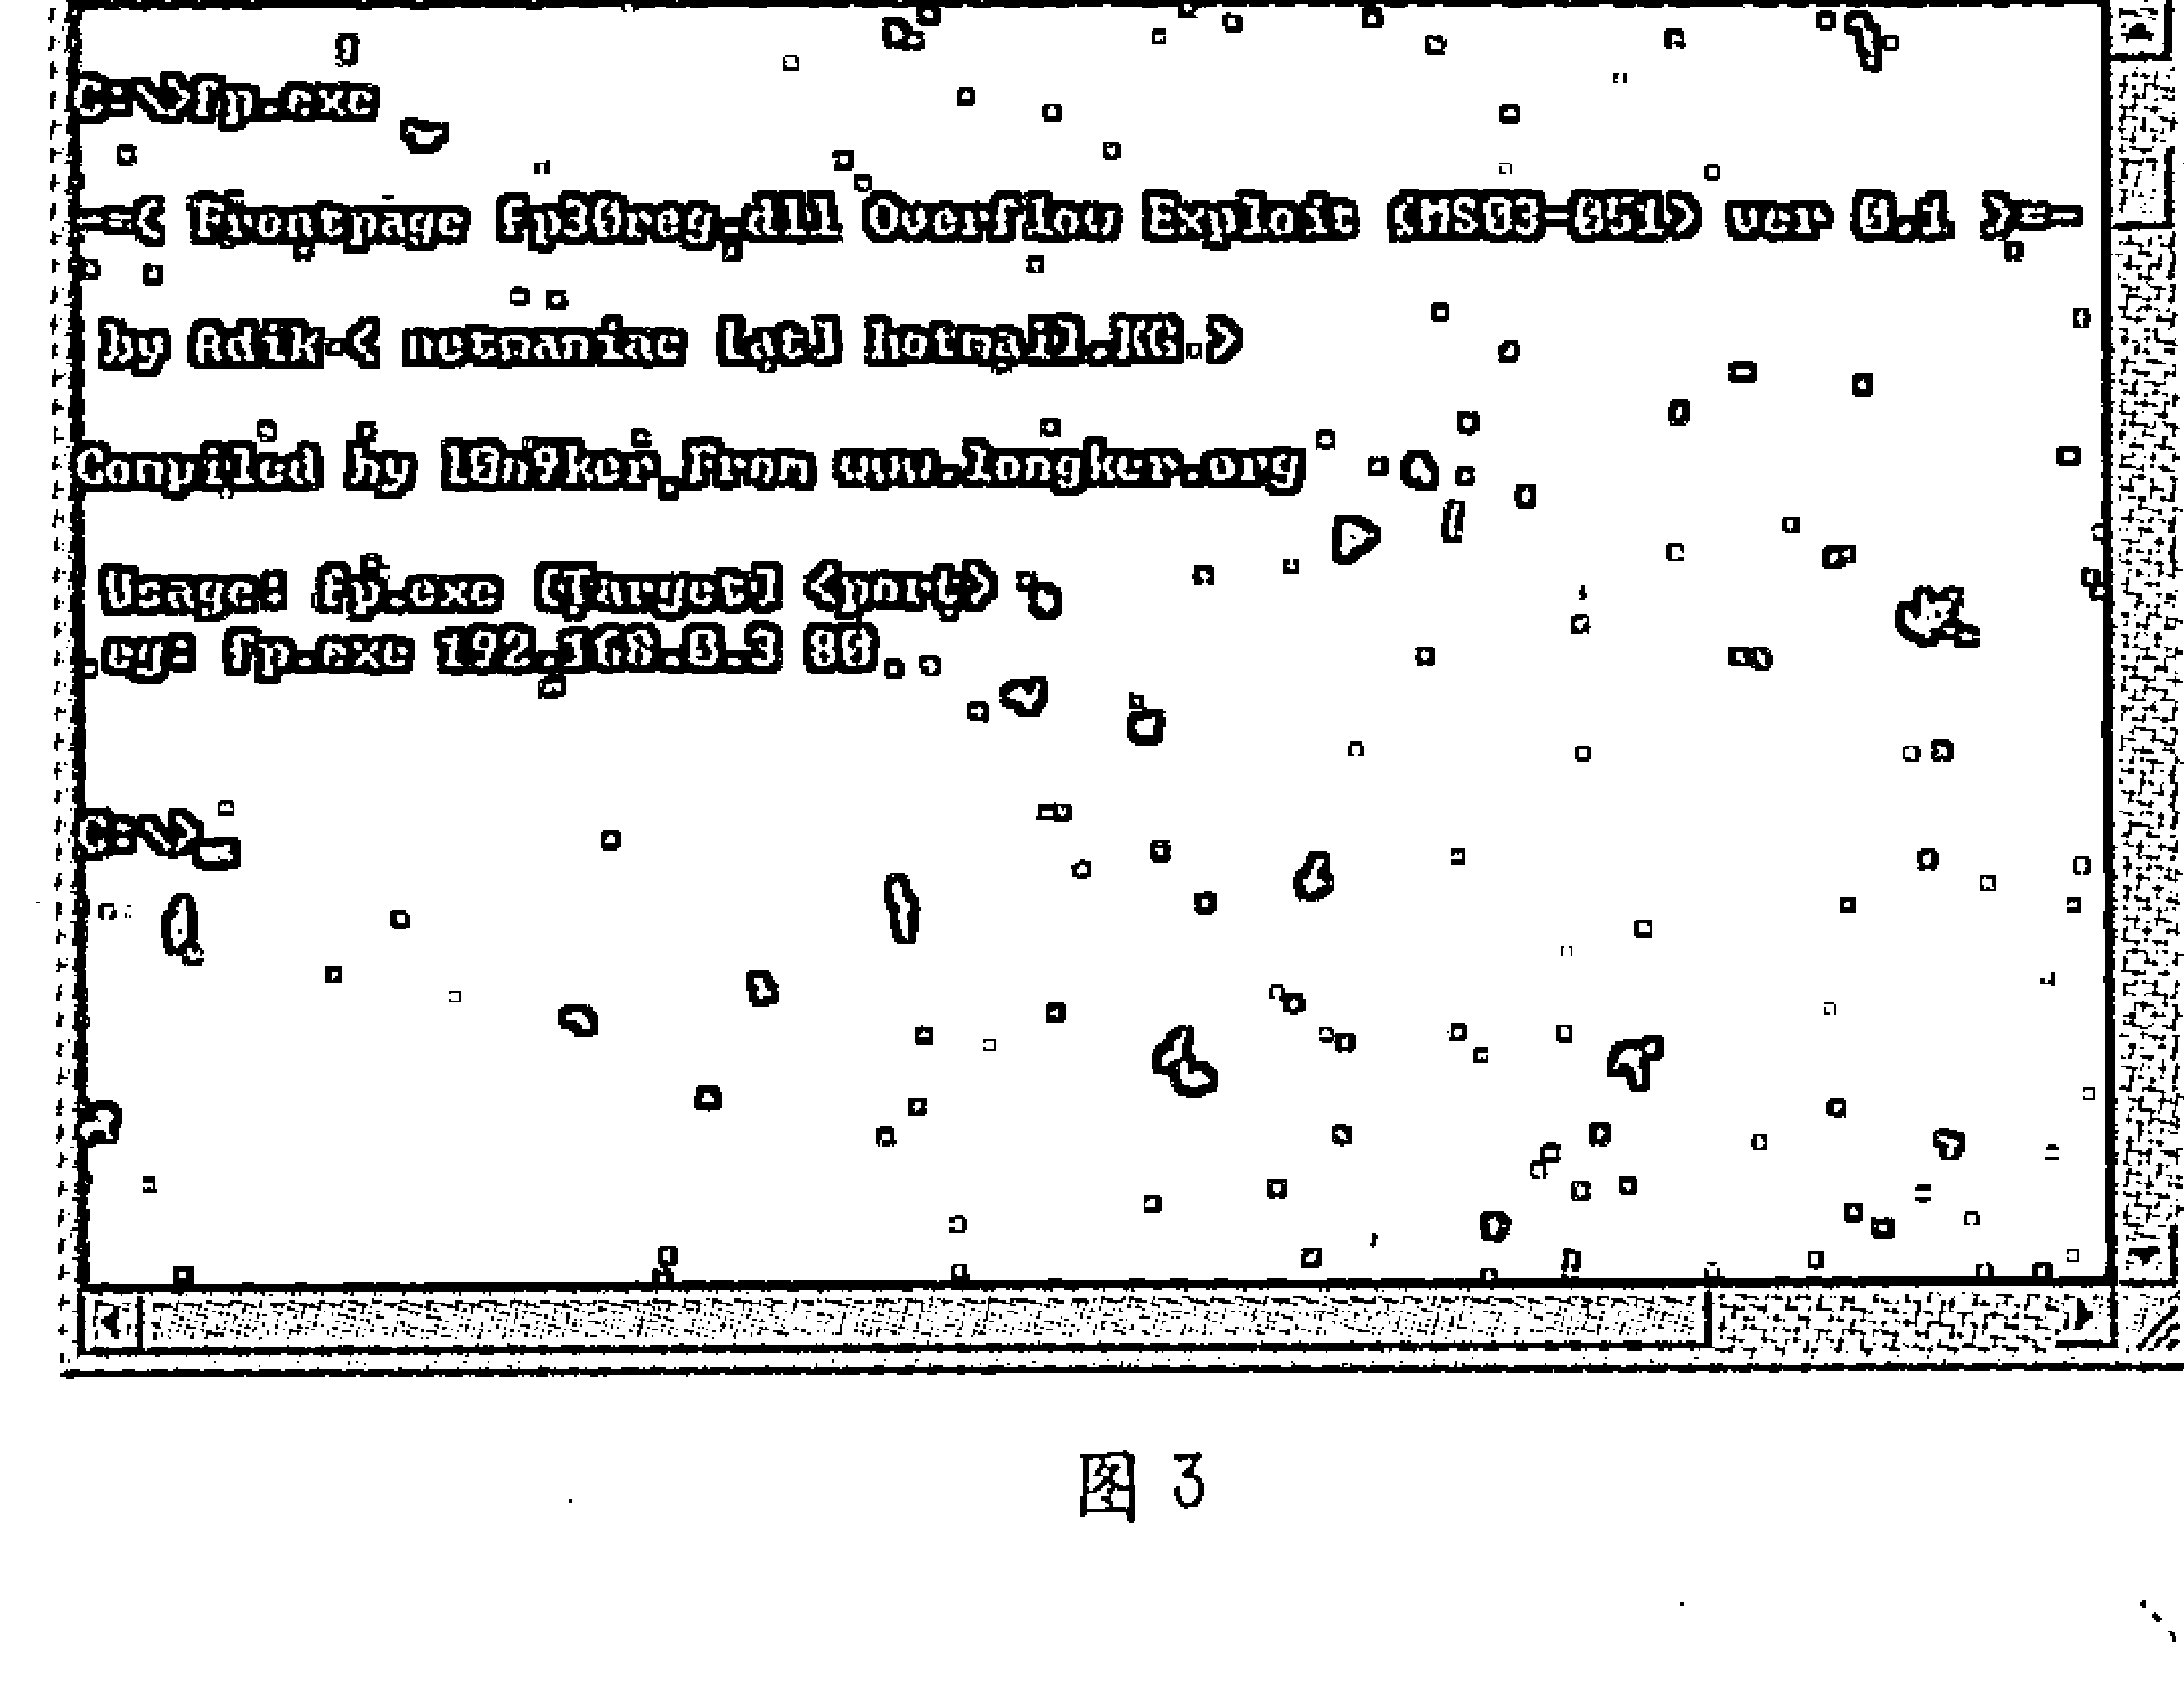 C:\>fp.exe
-={ Frontpage fp30reg.dll Overflow Exploit (MS03-051) ver 0.1 }=-
by Adik < netmaniac [at] hotmail.KG >
Compiled by l0n9ker from www.longker.org
Usage: fp.exe [Target] <port>
eg: fp.exe 192.168.0.3 80
C:\>
图 3